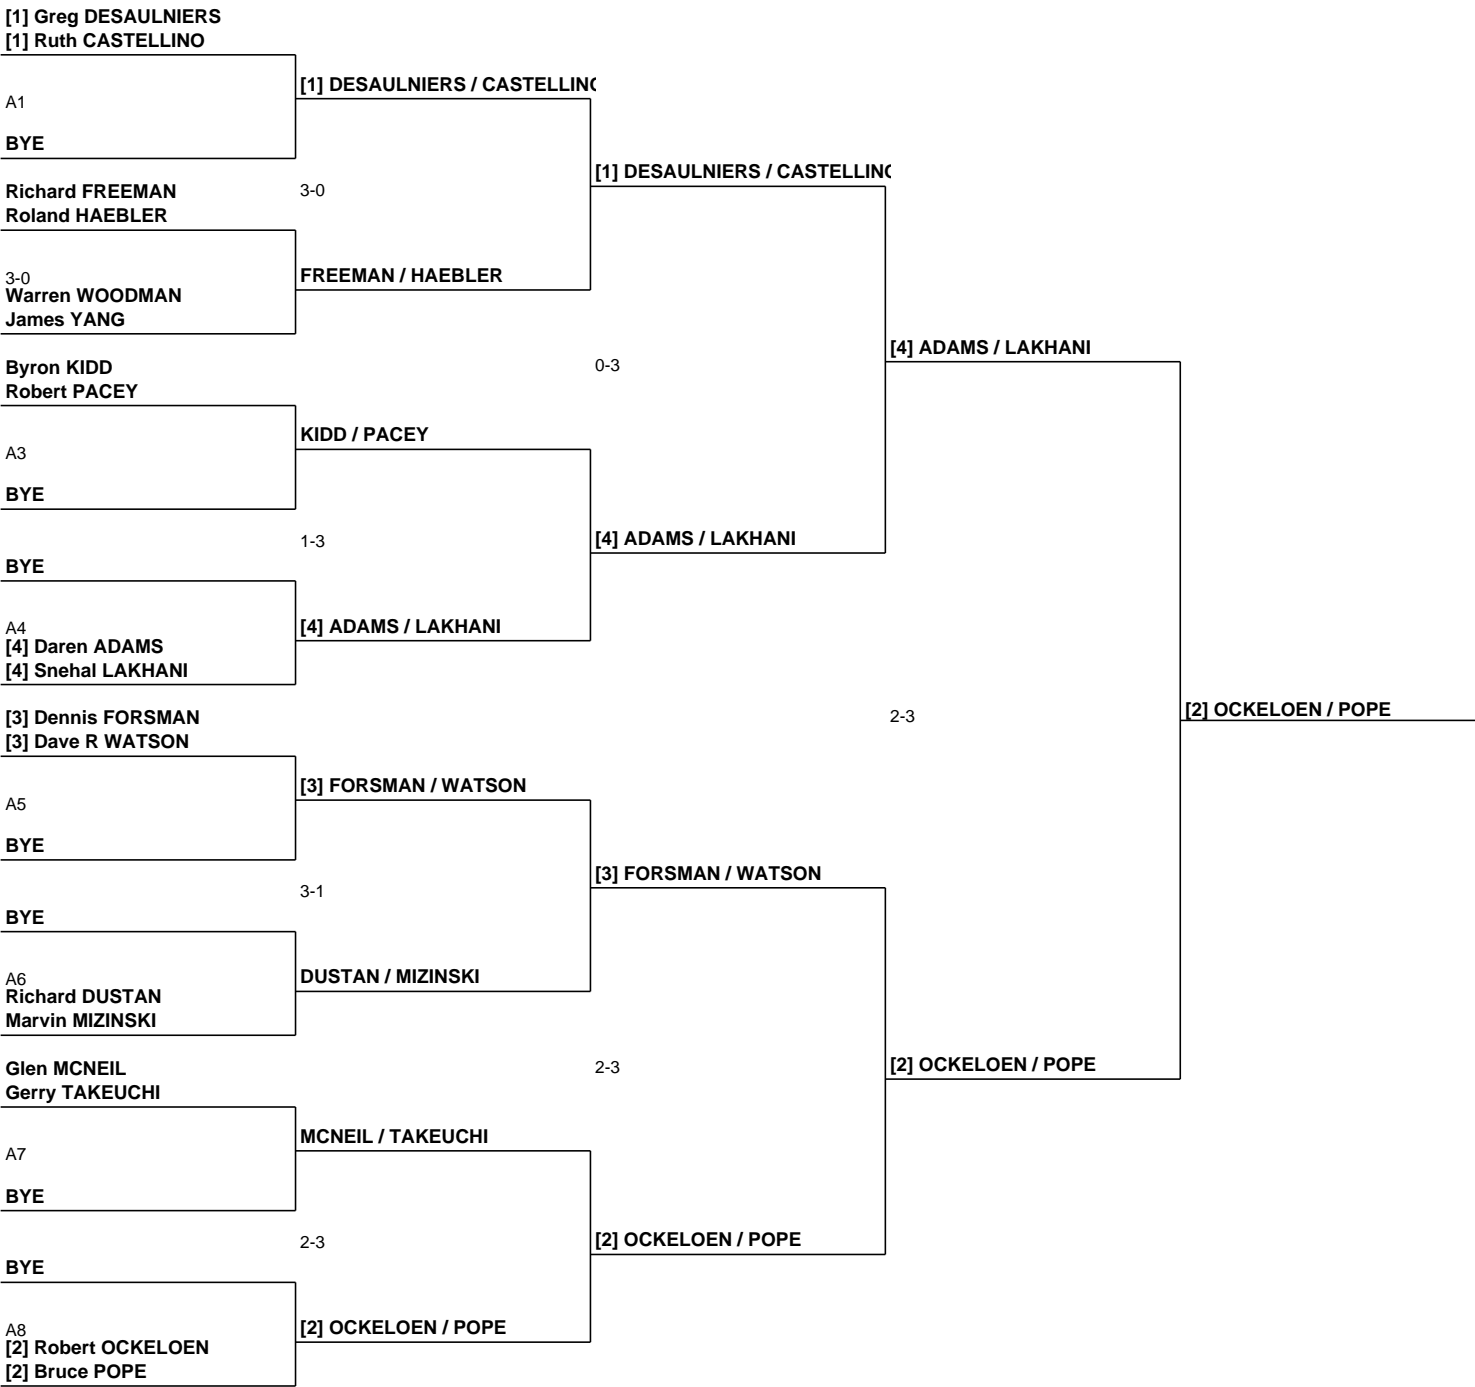 [1] Greg DESAULNIERS
[1] Ruth CASTELLINO
[1] DESAULNIERS / CASTELLINO
A1
BYE
[1] DESAULNIERS / CASTELLINO
Richard FREEMAN
3-0
Roland HAEBLER
FREEMAN / HAEBLER
3-0
Warren WOODMAN
James YANG
[4] ADAMS / LAKHANI
Byron KIDD
0-3
Robert PACEY
KIDD / PACEY
A3
BYE
1-3
[4] ADAMS / LAKHANI
BYE
A4
[4] ADAMS / LAKHANI
[4] Daren ADAMS
[4] Snehal LAKHANI
[3] Dennis FORSMAN
2-3
[2] OCKELOEN / POPE
[3] Dave R WATSON
[3] FORSMAN / WATSON
A5
BYE
[3] FORSMAN / WATSON
3-1
BYE
A6
DUSTAN / MIZINSKI
Richard DUSTAN
Marvin MIZINSKI
Glen MCNEIL
2-3
[2] OCKELOEN / POPE
Gerry TAKEUCHI
MCNEIL / TAKEUCHI
A7
BYE
2-3
[2] OCKELOEN / POPE
BYE
A8
[2] OCKELOEN / POPE
[2] Robert OCKELOEN
[2] Bruce POPE